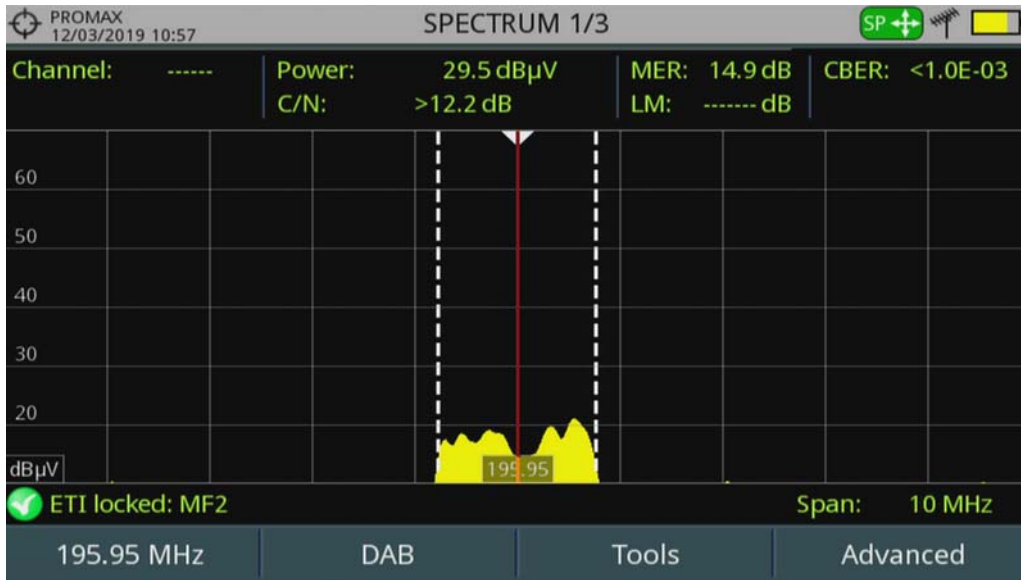 PROMAX
12/03/2019 10:57
SPECTRUM 1/3
SP
Channel: ------
Power: 29.5 dBµV
MER: 14.9 dB
CBER: <1.0E-03
C/N: >12.2 dB
LM: ------- dB
60
50
40
30
20
dBµV
195.95
ETI locked: MF2
Span: 10 MHz
195.95 MHz
DAB
Tools
Advanced